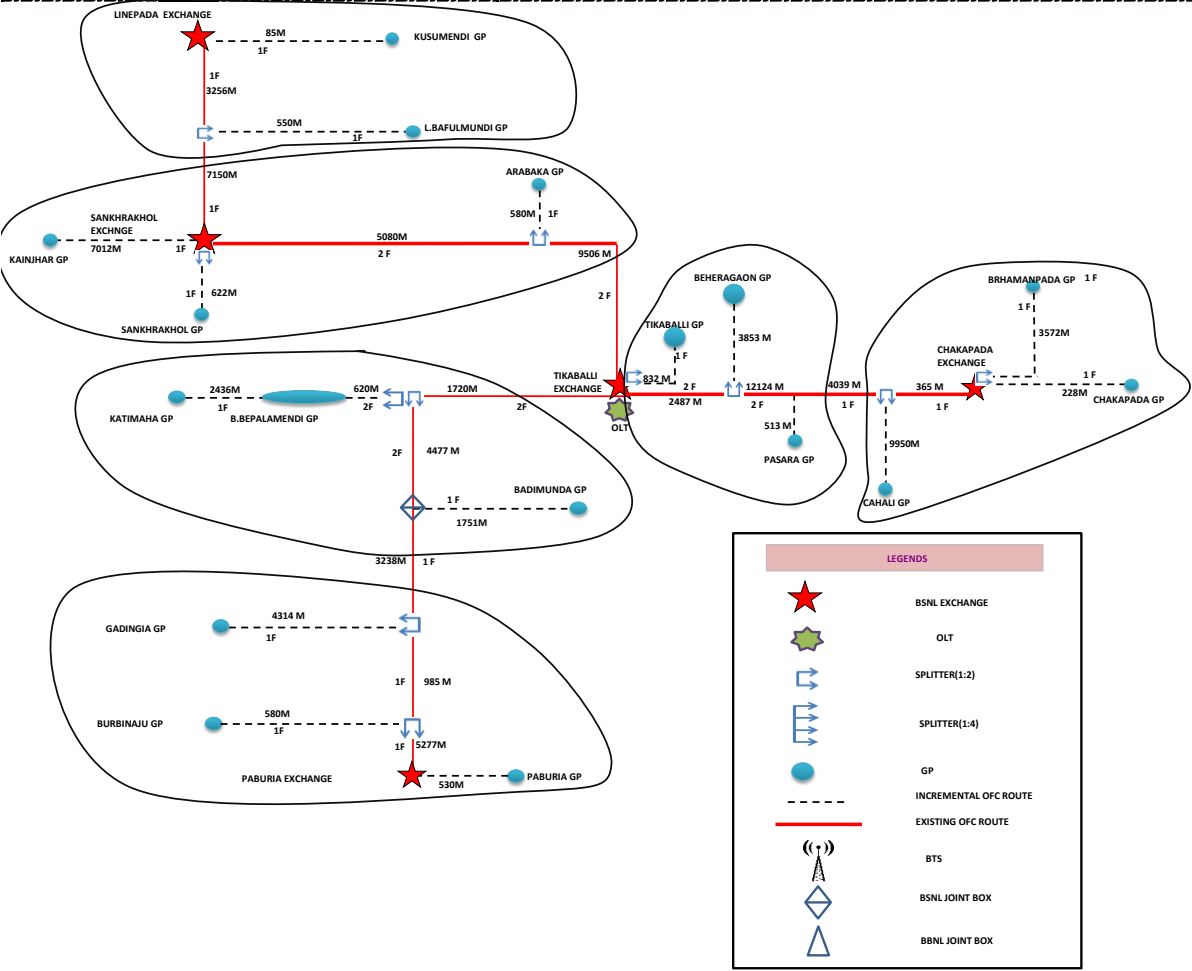 LINEPADA EXCHANGE
85M
KUSUMENDI GP
1F
1F
3256M
550M
L.BAFULMUNDI GP
1F
7150M
ARABAKA GP
1F
580M 1F
SANKHRAKHOL
EXCHNGE
7012M
1F
KAINJHAR GP
5080M
2 F
9506 M
1F
622M
SANKHRAKHOL GP
2 F
BEHERAGAON GP
BRHAMANPADA GP 1 F
1 F
TIKABALLI GP
3853 M
3572M
1 F
CHAKAPADA
EXCHANGE
TIKABALLI
EXCHANGE
832 M
2 F
2487 M
12124 M
2 F
4039 M
1 F
365 M
1 F
1 F
228M
CHAKAPADA GP
OLT
2436M
1F
620M
2F
1720M
2F
KATIMAHA GP
B.BEPALAMENDI GP
513 M
PASARA GP
9950M
CAHALI GP
2F
4477 M
BADIMUNDA GP
1 F
1751M
3238M
1 F
GADINGIA GP
4314 M
1F
1F
985 M
BURBINAJU GP
580M
1F
1F
5277M
PABURIA EXCHANGE
530M
PABURIA GP
LEGENDS
BSNL EXCHANGE
OLT
SPLITTER(1:2)
SPLITTER(1:4)
GP
INCREMENTAL OFC ROUTE
EXISTING OFC ROUTE
BTS
BSNL JOINT BOX
BBNL JOINT BOX